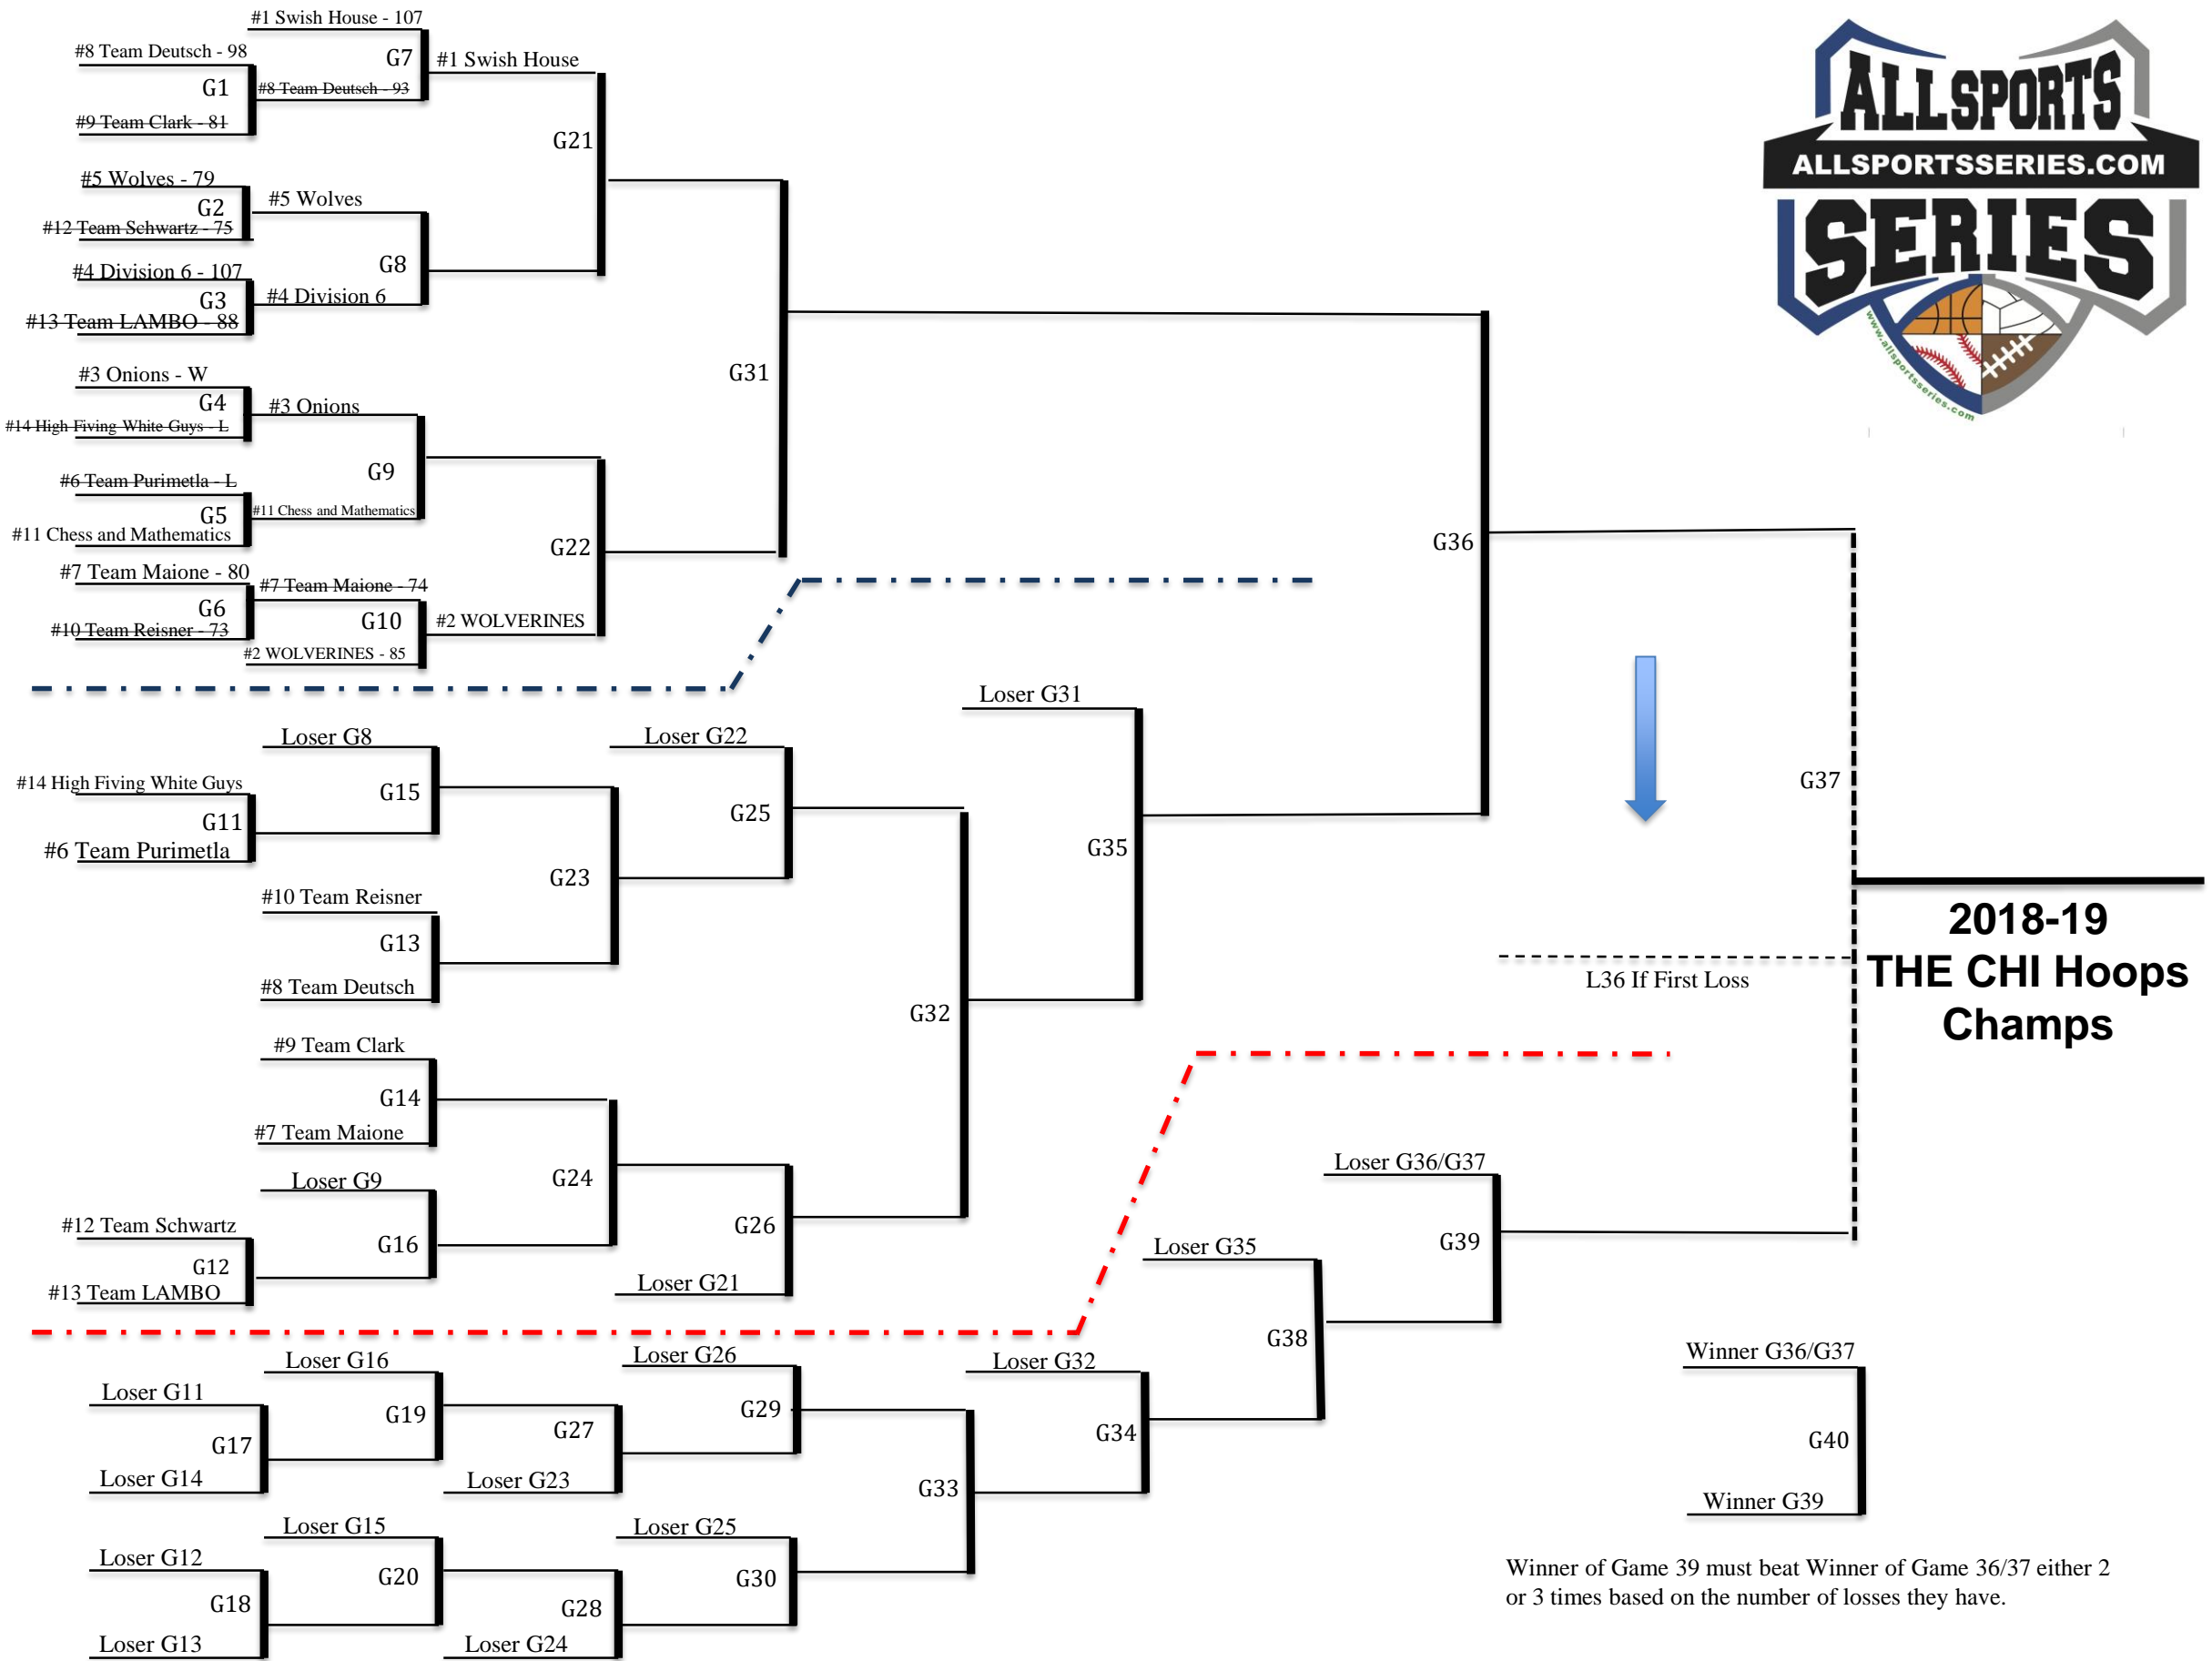 #1 Swish House - 107
#8 Team Deutsch - 98
G7
#1 Swish House
G1
#8 Team Deutsch - 93
#9 Team Clark - 81
G21
#5 Wolves - 79
G2
#5 Wolves
#12 Team Schwartz - 75
#4 Division 6 - 107
G8
G3
#4 Division 6
#13 Team LAMBO - 88
G31
#3 Onions - W
G4
#3 Onions
#14 High Fiving White Guys - L
G9
#6 Team Purimetla - L
G5
#11 Chess and Mathematics
#11 Chess and Mathematics
G22
G36
#7 Team Maione - 80
#7 Team Maione - 74
G6
G10
#2 WOLVERINES
#10 Team Reisner - 73
#2 WOLVERINES - 85
ALLSPORTS
ALLSPORTSSERIES.COM
SERIES
www.allsportsseries.com
Loser G31
Loser G8
Loser G22
#14 High Fiving White Guys
G15
G25
G37
G11
#6 Team Purimetla
G35
G23
#10 Team Reisner
G13
#8 Team Deutsch
L36 If First Loss
2018-19
THE CHI Hoops
Champs
G32
#9 Team Clark
G14
#7 Team Maione
Loser G36/G37
G24
Loser G9
#12 Team Schwartz
G26
G16
G39
Loser G35
G12
#13 Team LAMBO
Loser G21
G38
Loser G16
Loser G26
Loser G32
Winner G36/G37
Loser G11
G19
G29
G27
G34
G17
G40
Loser G14
Loser G23
G33
Winner G39
Loser G15
Loser G25
Loser G12
G20
G30
G18
G28
Loser G13
Loser G24
Winner of Game 39 must beat Winner of Game 36/37 either 2
or 3 times based on the number of losses they have.